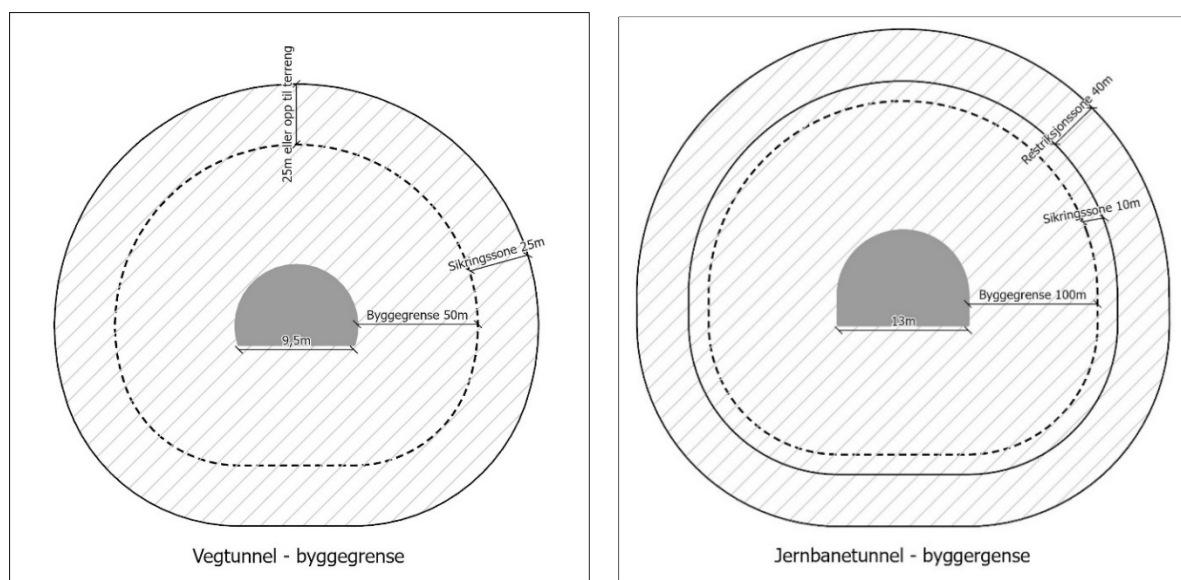 25m eller opp til terreng
Sikringssone 25m
Byggegrense 50m
9,5m
Vegtunnel - byggegrense
Restriksjonssone 40m
Sikringssone 10m
Byggegrense 100m
13m
Jernbanetunnel - byggergense